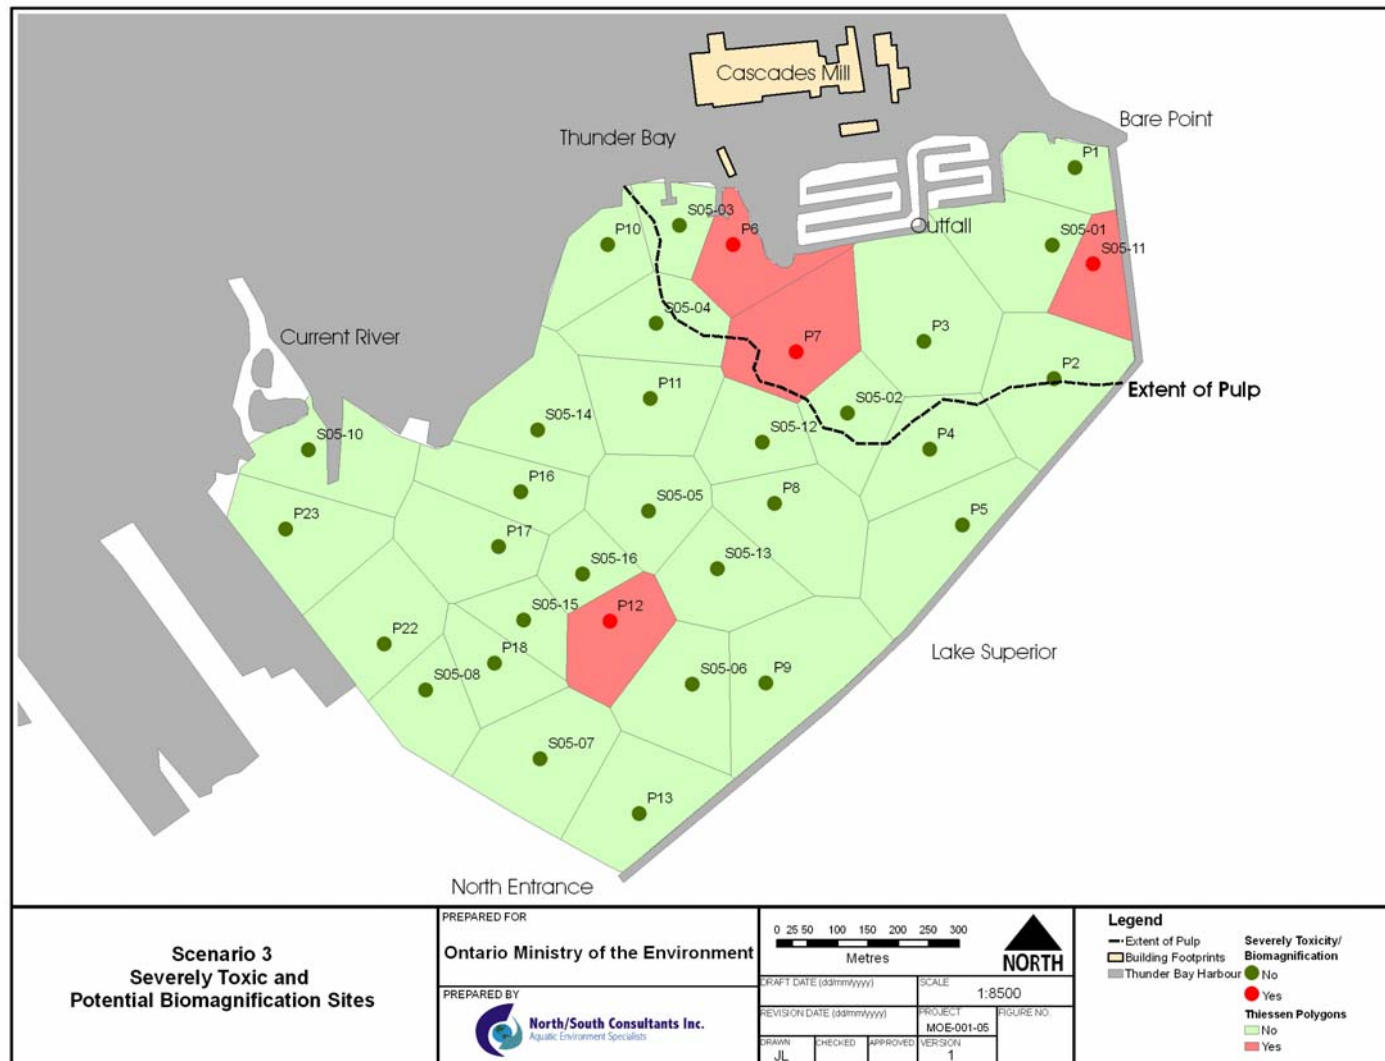 Cascades Mill
Bare Point
Thunder Bay
P1
S05-03
P10
P6
Outfall
S05-01
S05-11
S05-04
Current River
P7
P3
P2
Extent of Pulp
P11
S05-02
S05-14
S05-12
S05-10
P4
P16
S05-05
P8
P23
P17
P5
S05-16
S05-13
S05-15
P12
P22
P18
Lake Superior
S05-08
S05-06
P9
S05-07
P13
North Entrance
Scenario 3
Severely Toxic and
Potential Biomagnification Sites
PREPARED FOR
Ontario Ministry of the Environment
PREPARED BY
North/South Consultants Inc.
Aquatic Environment Specialists
0 25 50 100 150 200 250 300
Metres
NORTH
DRAFT DATE (dd/mm/yyyy)
SCALE
1:8500
REVISION DATE (dd/mm/yyyy)
PROJECT
MOE-001-05
FIGURE NO.
DRAWN
JL
CHECKED
APPROVED
VERSION
1
Legend
Extent of Pulp
Building Footprints
Thunder Bay Harbour
Severely Toxicity/
Biomagnification
No
Yes
Thiessen Polygons
No
Yes